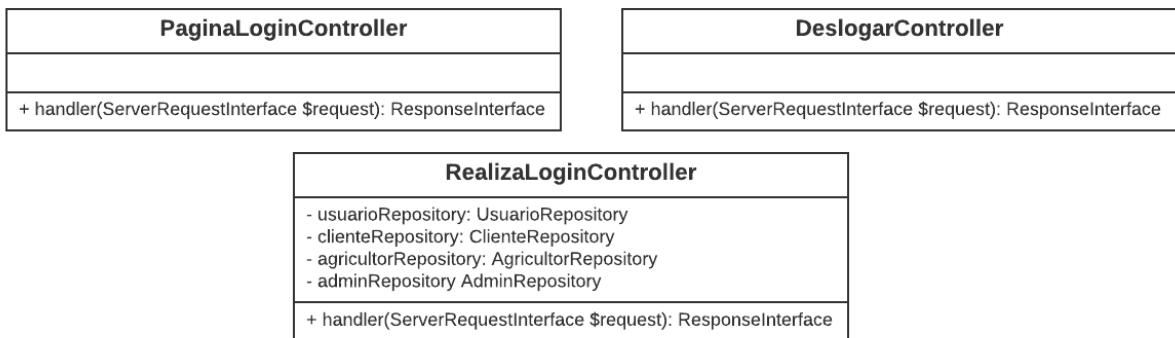 PaginaLoginController
+ handler(ServerRequestInterface $request): ResponseInterface
DeslogarController
+ handler(ServerRequestInterface $request): ResponseInterface
RealizaLoginController
- usuarioRepository: UsuarioRepository
- clienteRepository: ClienteRepository
- agricultorRepository: AgricultorRepository
- adminRepository AdminRepository
+ handler(ServerRequestInterface $request): ResponseInterface